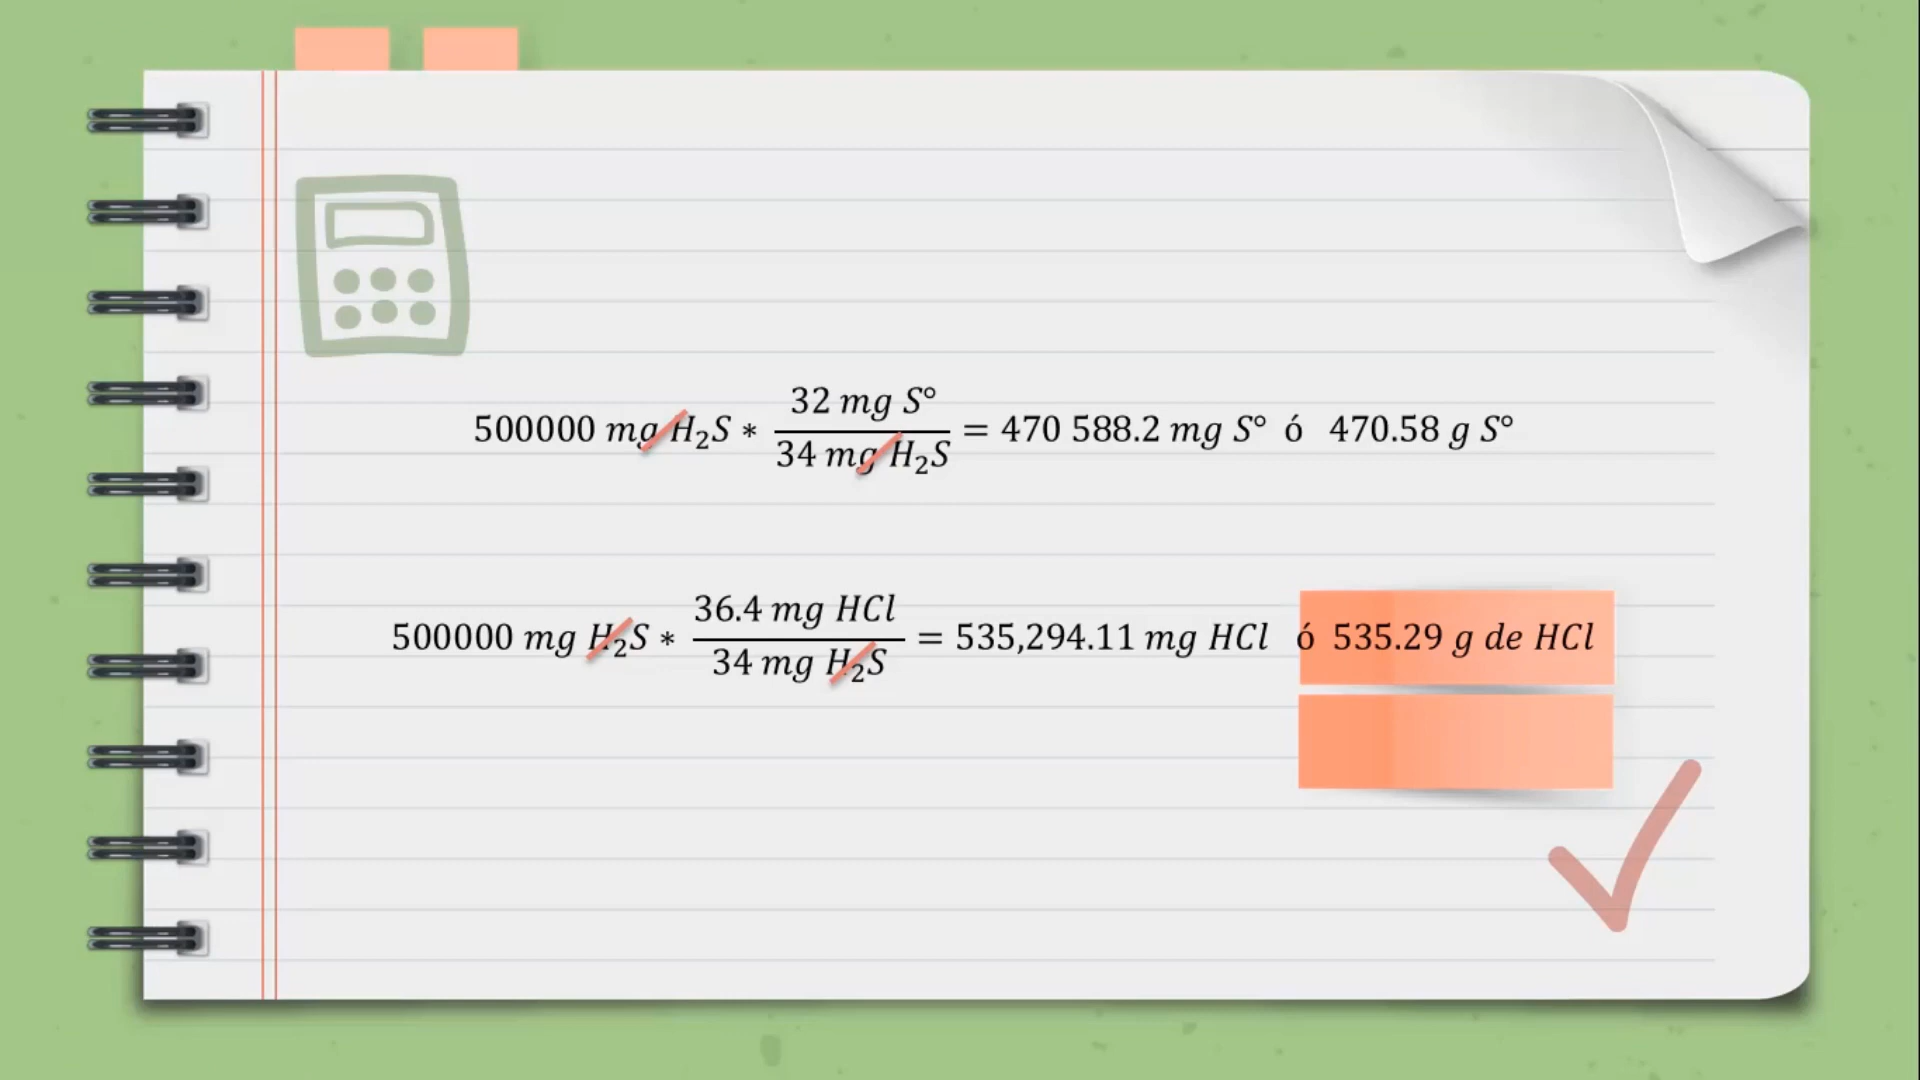 500000 mg H₂S * 32 mg S° / 34 mg H₂S = 470 588.2 mg S° ó 470.58 g S°
500000 mg H₂S * 36.4 mg HCl / 34 mg H₂S = 535,294.11 mg HCl ó 535.29 g de HCl